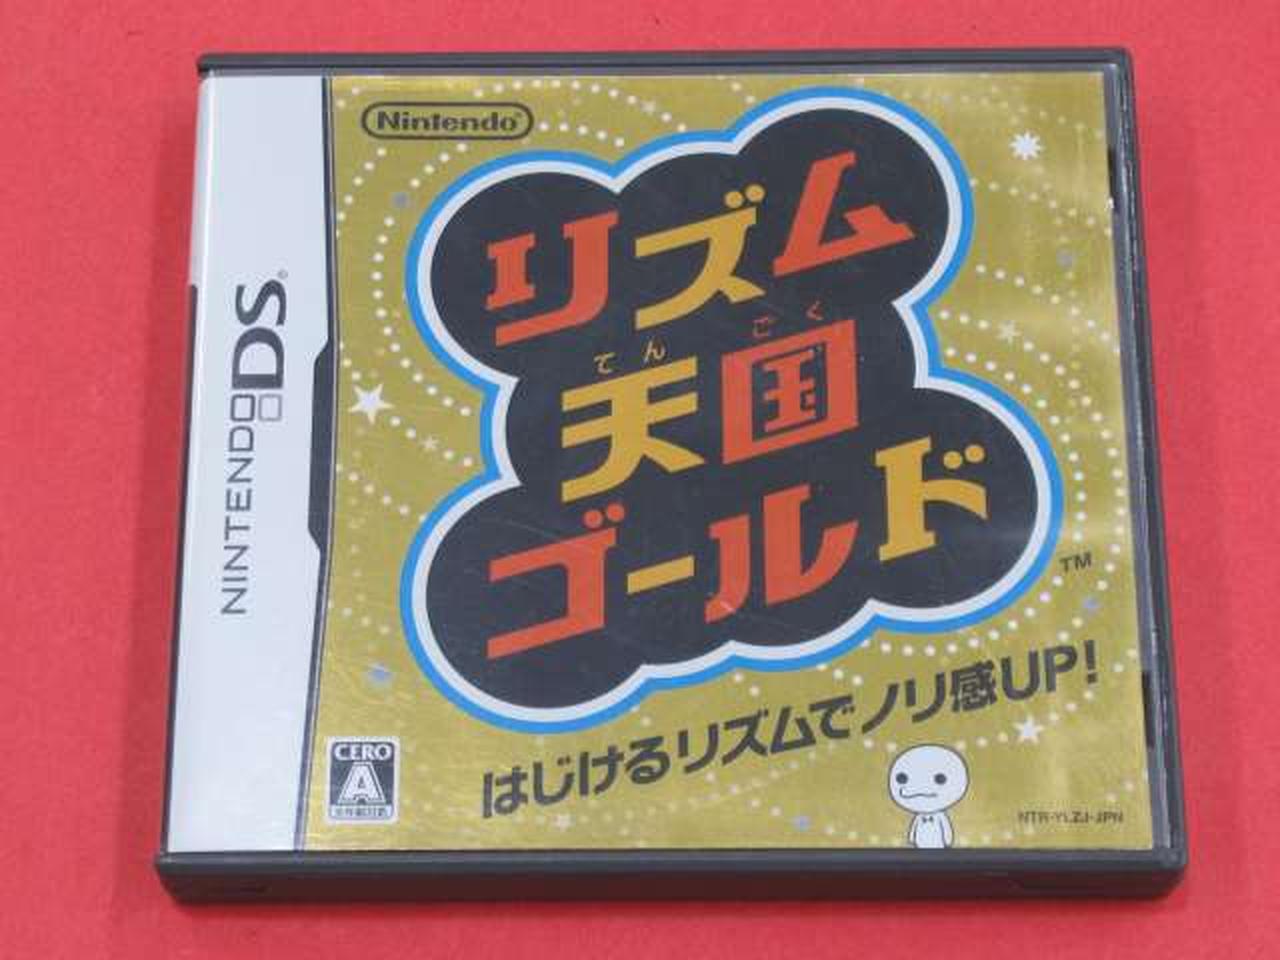 Nintendo®
リズム
てんごく
天国
ゴールド
TM
はじけるリズムでノリ感UP!
NINTENDO DS
CERO
A
NTR-YLZJ-JPN